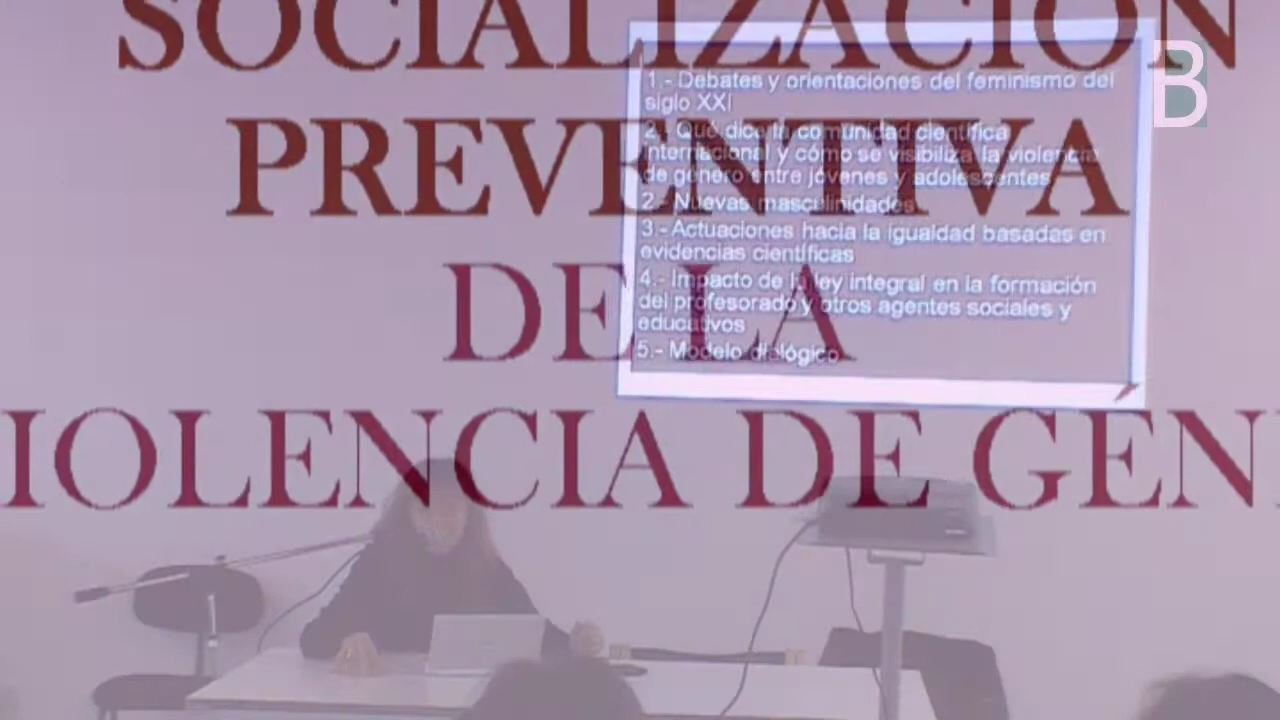 SOCIALIZACIÓN
PREVENTIVA
DE LA
IOLENCIA DE GEN
1.- Debates y orientaciones del feminismo del
siglo XXI
2.- Qué dice la comunidad científica
internacional y cómo se visibiliza la violencia
de género entre jóvenes y adolescentes
2.- Nuevas masculinidades
3.- Actuaciones hacia la igualdad basadas en
evidencias científicas
4.- Impacto de la ley integral en la formación
del profesorado y otros agentes sociales y
educativos
5.- Modelo dialógico
B